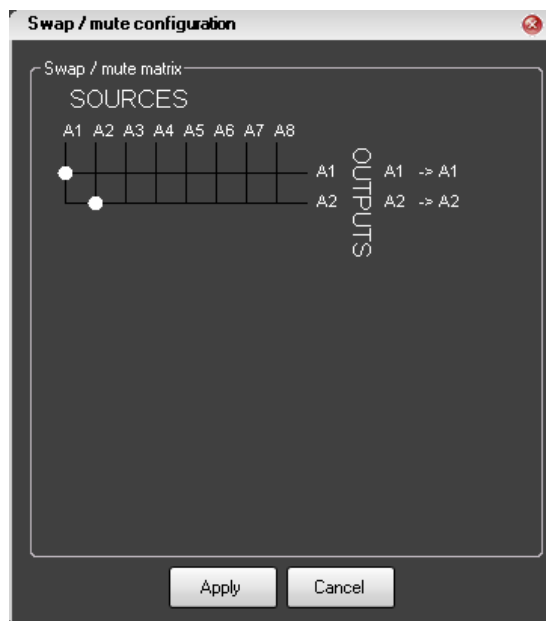 Swap / mute configuration
Swap / mute matrix
SOURCES
A1 A2 A3 A4 A5 A6 A7 A8
OUTPUTS
A1 A1 -> A1
A2 A2 -> A2
Apply Cancel